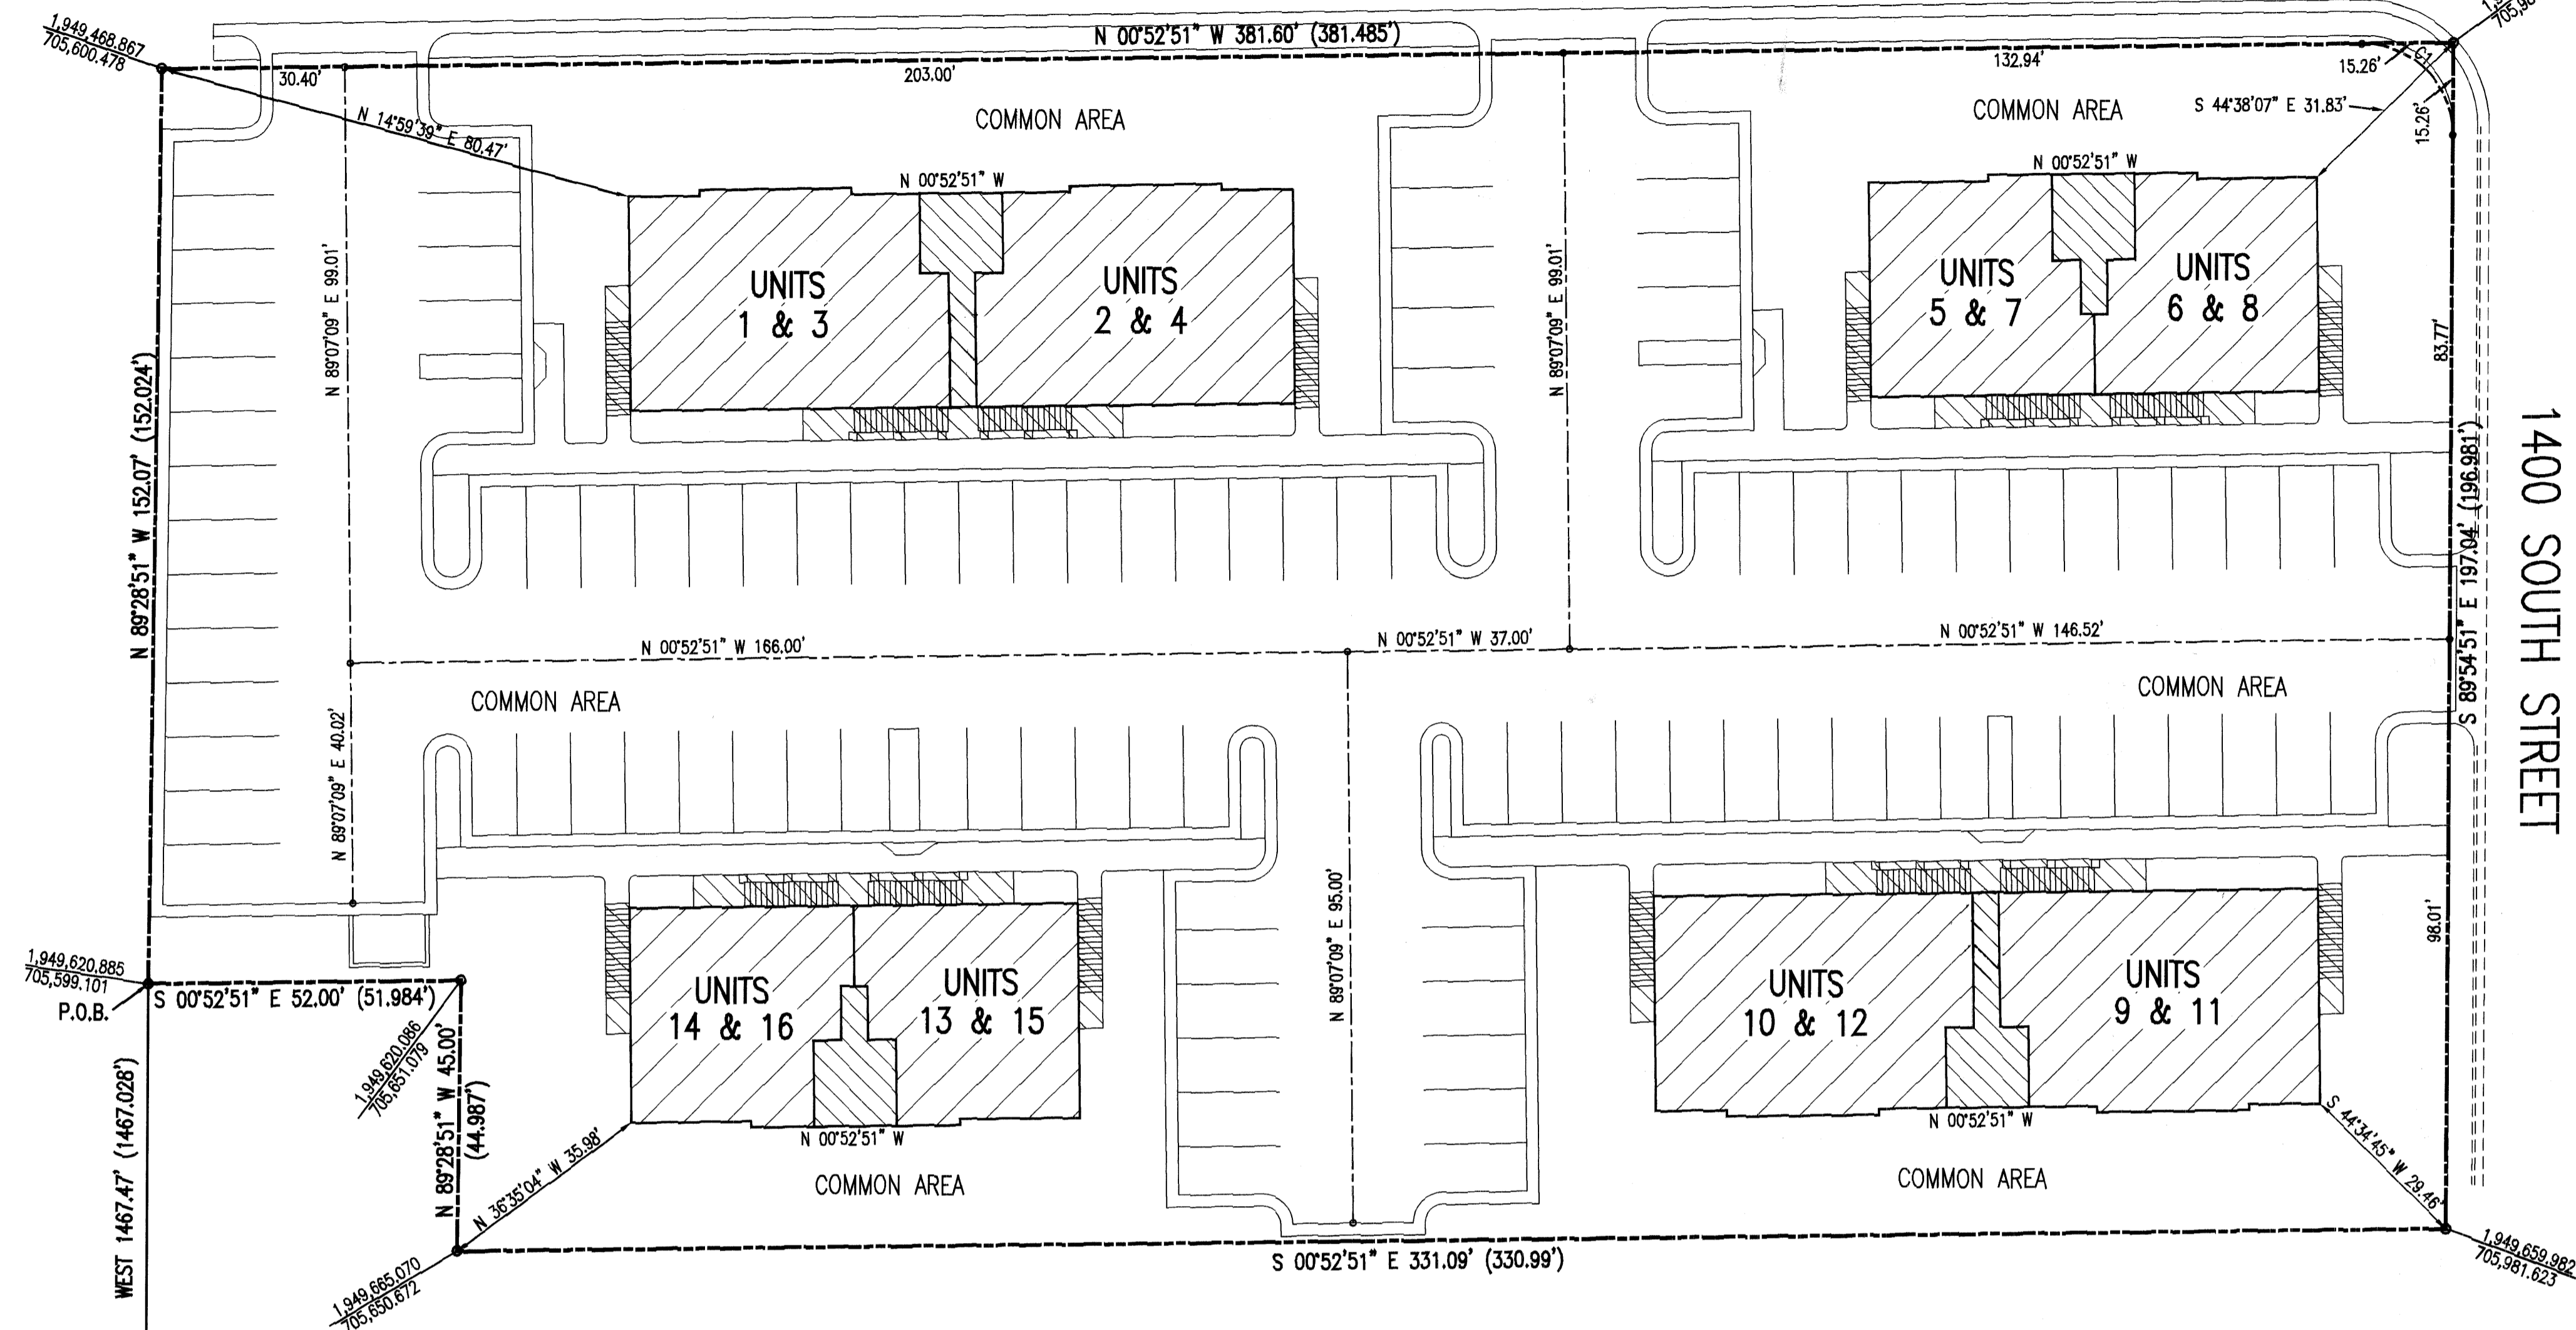 1,949,468.867
705,600.478
N 00°52'51" W 381.60' (381.485')
30.40'
203.00'
132.94'
15.26'
C1
15.26'
S 44°38'07" E 31.83'
N 14°59'39" E 80.47'
COMMON AREA
COMMON AREA
N 00°52'51" W
N 00°52'51" W
UNITS
1 & 3
UNITS
2 & 4
UNITS
5 & 7
UNITS
6 & 8
N 89°07'09" E 99.01'
N 89°07'09" E 99.01'
83.77'
N 89°28'51" W 152.07' (152.024')
S 89°54'51" E 197.04' (196.981')
1400 SOUTH STREET
N 00°52'51" W 166.00'
N 00°52'51" W 37.00'
N 00°52'51" W 146.52'
COMMON AREA
COMMON AREA
N 89°07'09" E 40.02'
N 89°07'09" E 95.00'
98.01'
1,949,620.885
705,599.101
P.O.B.
S 00°52'51" E 52.00' (51.984')
1,949,620.086
705,651.079
N 89°28'51" W 45.00'
(44.987')
UNITS
14 & 16
UNITS
13 & 15
UNITS
10 & 12
UNITS
9 & 11
N 00°52'51" W
N 00°52'51" W
N 36°35'04" W 35.98'
S 44°34'45" W 29.46'
COMMON AREA
COMMON AREA
WEST 1467.47' (1467.028')
S 00°52'51" E 331.09' (330.99')
1,949,665.070
705,650.672
1,949,659.982
705,981.623